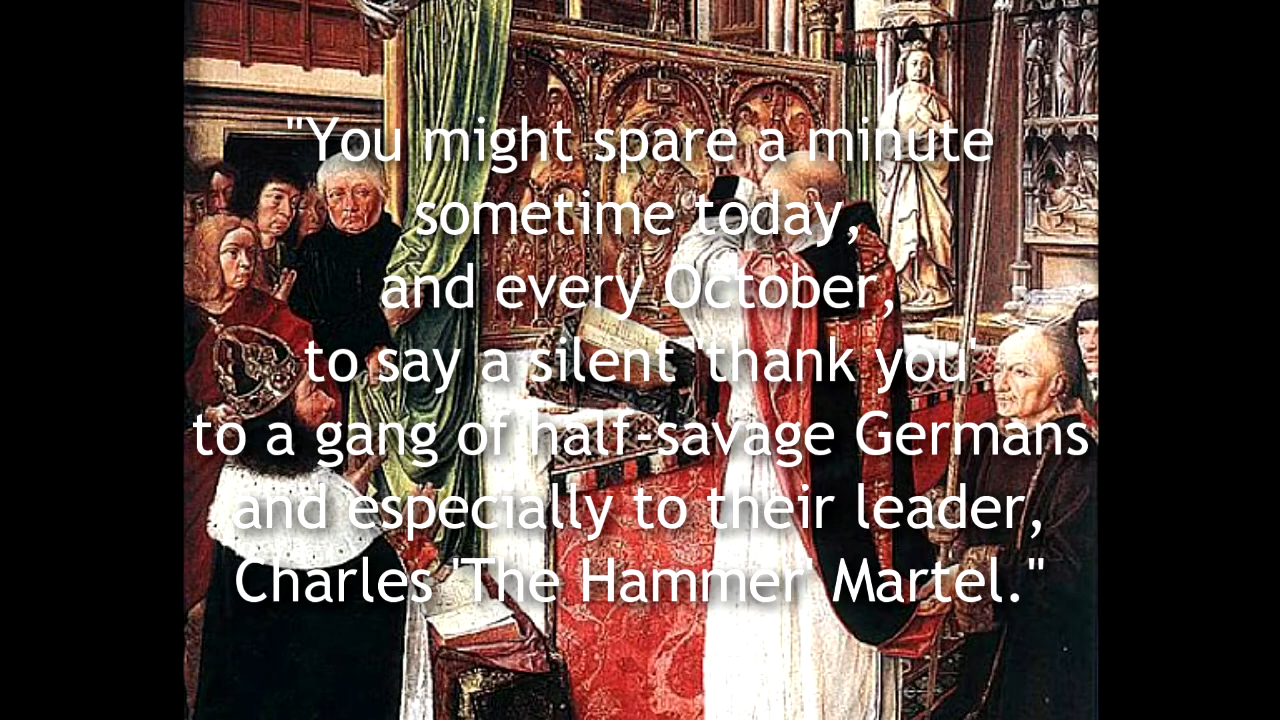 "You might spare a minute
sometime today,
and every October,
to say a silent 'thank you'
to a gang of half-savage Germans
and especially to their leader,
Charles 'The Hammer' Martel."